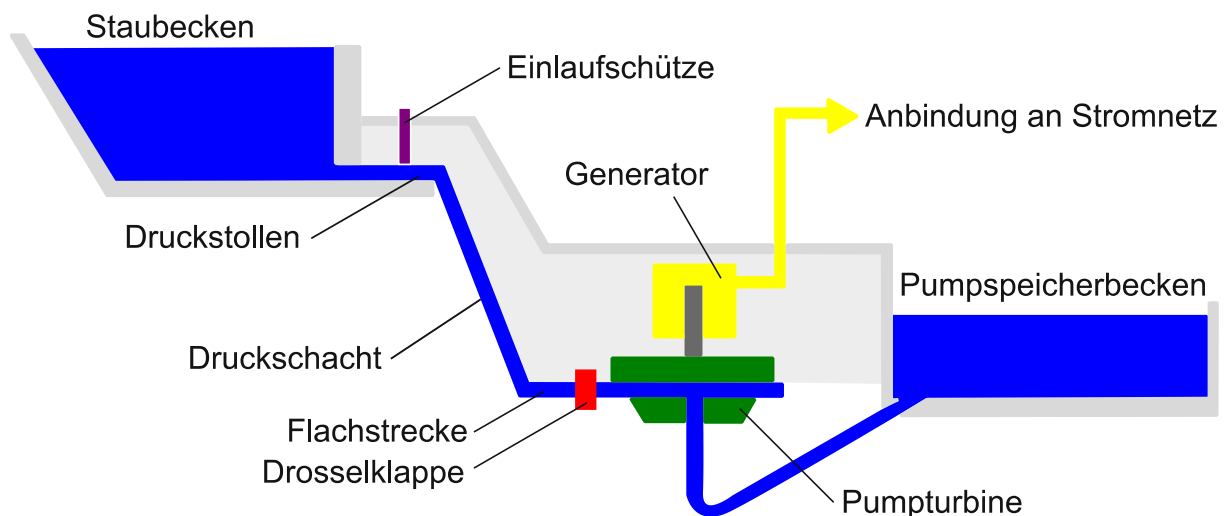 Staubecken
Einlaufschütze
Anbindung an Stromnetz
Generator
Druckstollen
Pumpspeicherbecken
Druckschacht
Flachstrecke
Drosselklappe
Pumpturbine